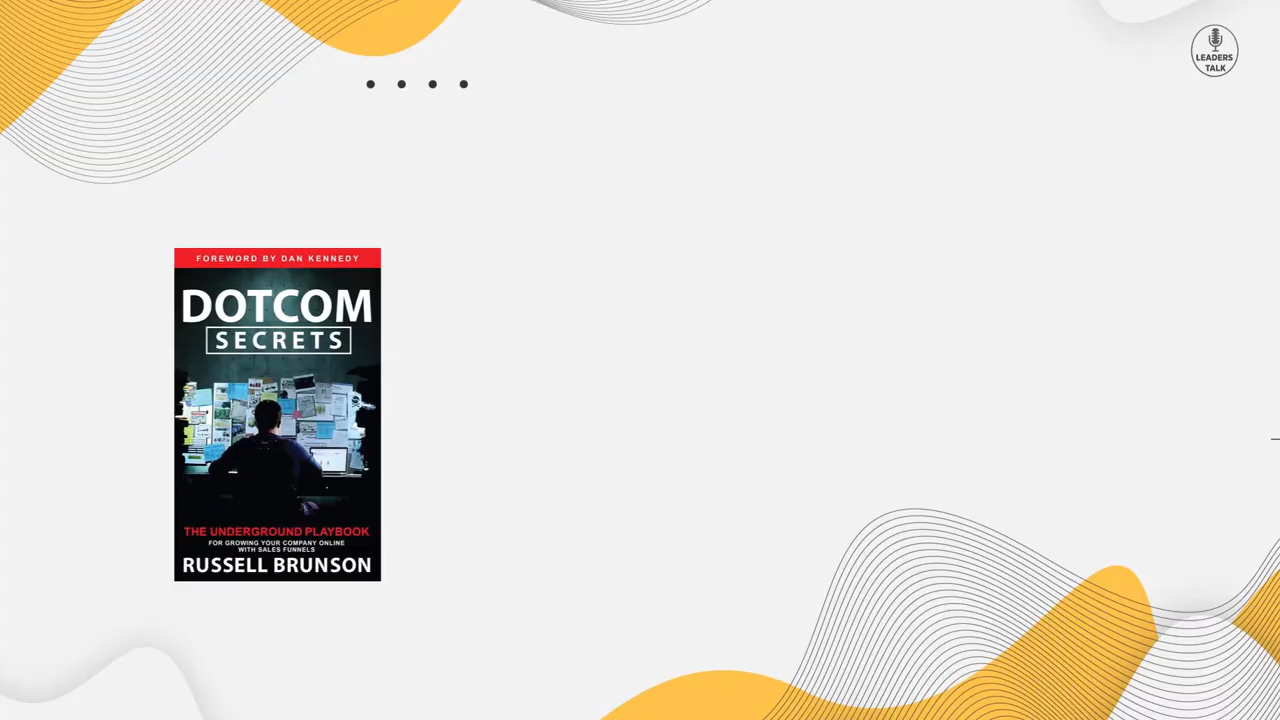 LEADERS
TALK
FOREWORD BY DAN KENNEDY
DOTCOM
SECRETS
THE UNDERGROUND PLAYBOOK
FOR GROWING YOUR COMPANY ONLINE
WITH SALES FUNNELS
RUSSELL BRUNSON